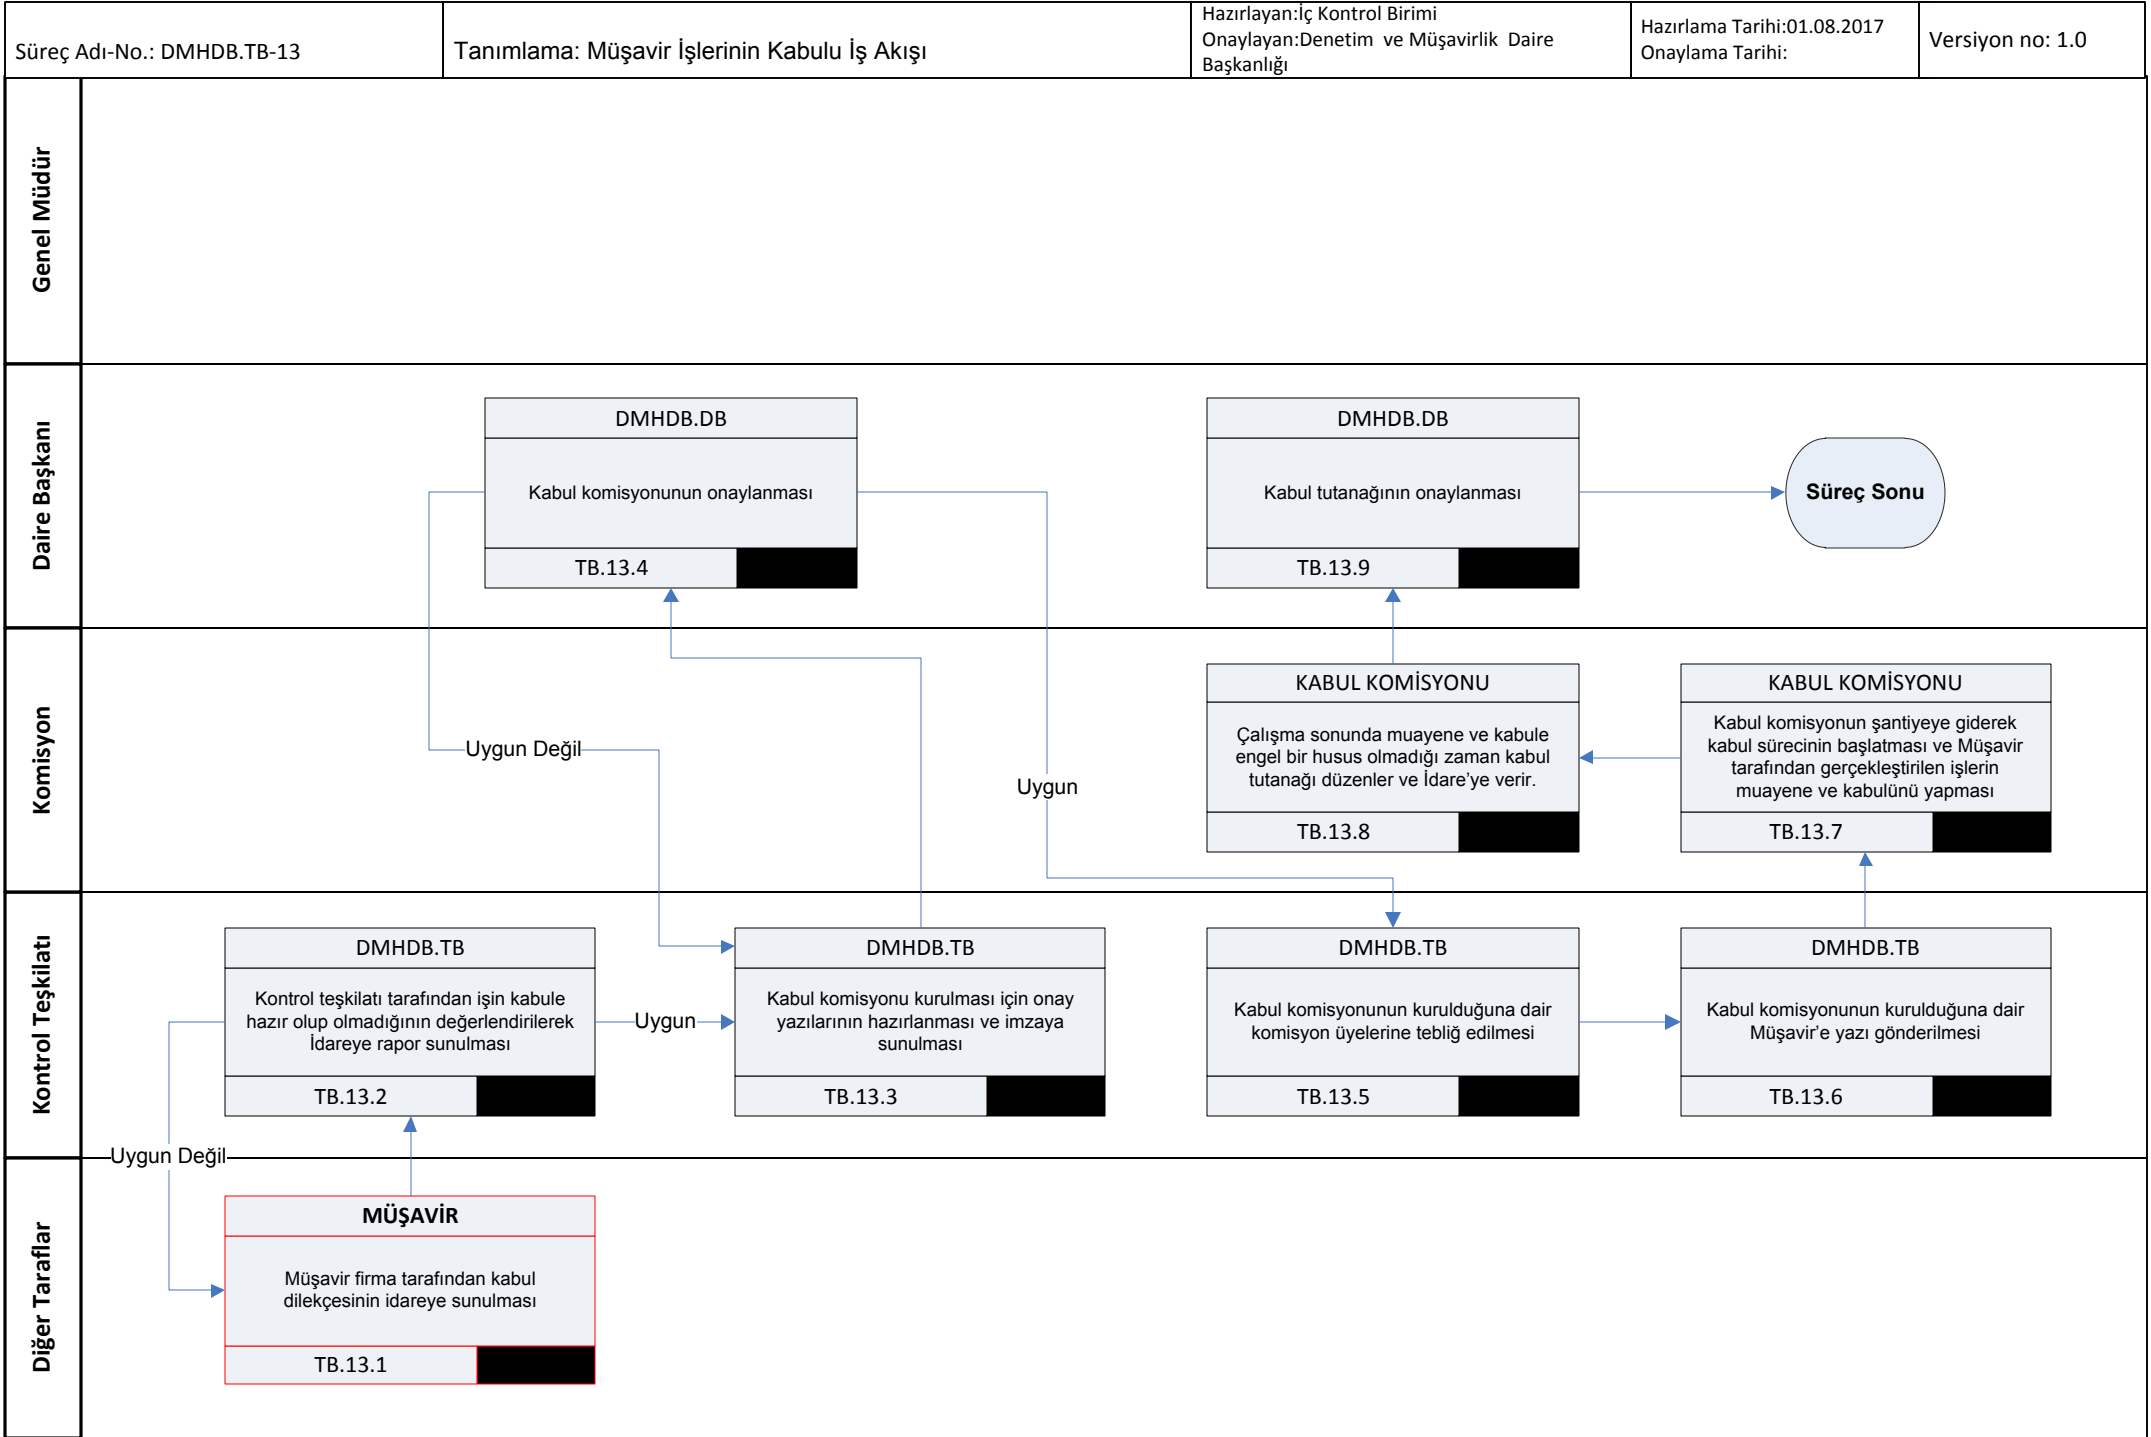 Süreç Adı-No.: DMHDB.TB-13
Tanımlama: Müşavir İşlerinin Kabulu İş Akışı
Hazırlayan:İç Kontrol Birimi
Onaylayan:Denetim ve Müşavirlik Daire
Başkanlığı
Hazırlama Tarihi:01.08.2017
Onaylama Tarihi:
Versiyon no: 1.0
Genel Müdür
Daire Başkanı
DMHDB.DB
Kabul komisyonunun onaylanması
TB.13.4
DMHDB.DB
Kabul tutanağının onaylanması
TB.13.9
Süreç Sonu
Komisyon
Uygun Değil
Uygun
KABUL KOMİSYONU
Çalışma sonunda muayene ve kabule
engel bir husus olmadığı zaman kabul
tutanağı düzenler ve İdare’ye verir.
TB.13.8
KABUL KOMİSYONU
Kabul komisyonun şantiyeye giderek
kabul sürecinin başlatması ve Müşavir
tarafından gerçekleştirilen işlerin
muayene ve kabulünü yapması
TB.13.7
Kontrol Teşkilatı
DMHDB.TB
Kontrol teşkilatı tarafından işin kabule
hazır olup olmadığının değerlendirilerek
İdareye rapor sunulması
TB.13.2
Uygun
DMHDB.TB
Kabul komisyonu kurulması için onay
yazılarının hazırlanması ve imzaya
sunulması
TB.13.3
DMHDB.TB
Kabul komisyonunun kurulduğuna dair
komisyon üyelerine tebliğ edilmesi
TB.13.5
DMHDB.TB
Kabul komisyonunun kurulduğuna dair
Müşavir’e yazı gönderilmesi
TB.13.6
Uygun Değil
Diğer Taraflar
MÜŞAVİR
Müşavir firma tarafından kabul
dilekçesinin idareye sunulması
TB.13.1